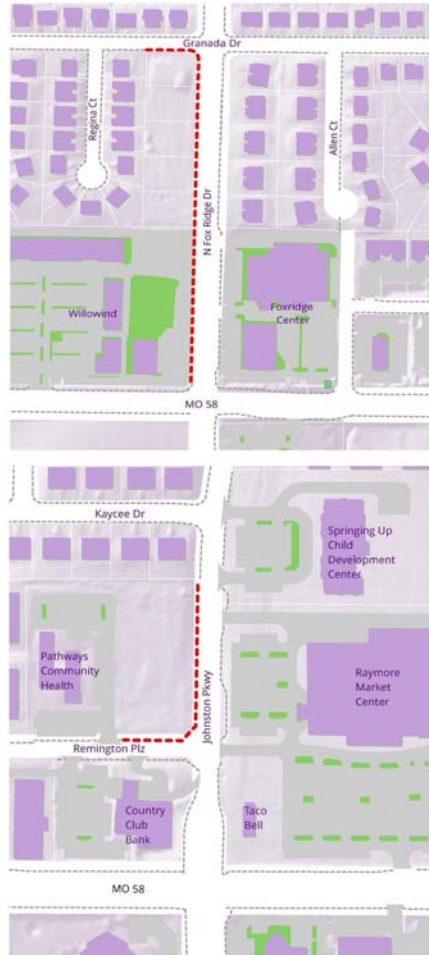 Granada Dr
Regina Ct
Allen Ct
N Fox Ridge Dr
Willowind
Foxridge
Center
MO 58
Kaycee Dr
Springing Up
Child
Development
Center
Pathways
Community
Health
Johnston Pkwy
Raymore
Market
Center
Remington Plz
Country
Club
Bank
Taco
Bell
MO 58